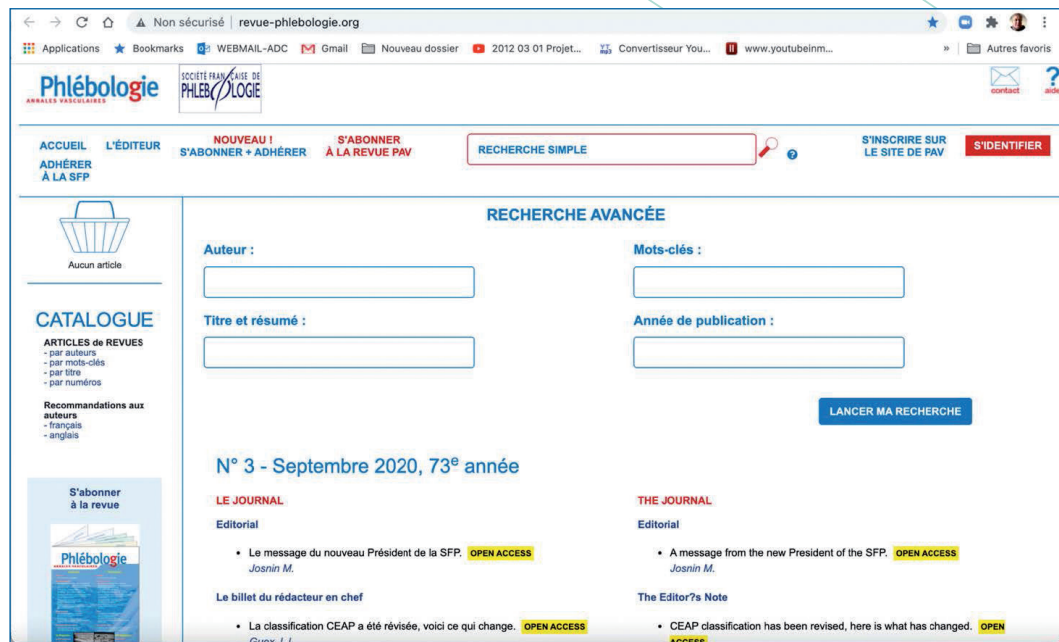 Non sécurisé | revue-phlebologie.org
Applications Bookmarks WEBMAIL-ADC Gmail Nouveau dossier 2012 03 01 Projet... Convertisseur You... www.youtubeinm... » Autres favoris
Phlébologie
ANNALES VASCULAIRES
SOCIÉTÉ FRANÇAISE DE
PHLEBOLOGIE
contact
?
aide
ACCUEIL
L'ÉDITEUR
ADHÉRER
À LA SFP
NOUVEAU !
S'ABONNER + ADHÉRER
S'ABONNER
À LA REVUE PAV
RECHERCHE SIMPLE
?
S'INSCRIRE SUR
LE SITE DE PAV
S'IDENTIFIER
Aucun article
CATALOGUE
ARTICLES de REVUES
- par auteurs
- par mots-clés
- par titre
- par numéros
Recommandations aux
auteurs
- français
- anglais
S'abonner
à la revue
Phlébologie
ANNALES VASCULAIRES
RECHERCHE AVANCÉE
Auteur :
Mots-clés :
Titre et résumé :
Année de publication :
LANCER MA RECHERCHE
N° 3 - Septembre 2020, 73e année
LE JOURNAL
Editorial
• Le message du nouveau Président de la SFP. OPEN ACCESS
Josnin M.
Le billet du rédacteur en chef
• La classification CEAP a été révisée, voici ce qui change. OPEN ACCESS
THE JOURNAL
Editorial
• A message from the new President of the SFP. OPEN ACCESS
Josnin M.
The Editor?s Note
• CEAP classification has been revised, here is what has changed. OPEN
ACCESS